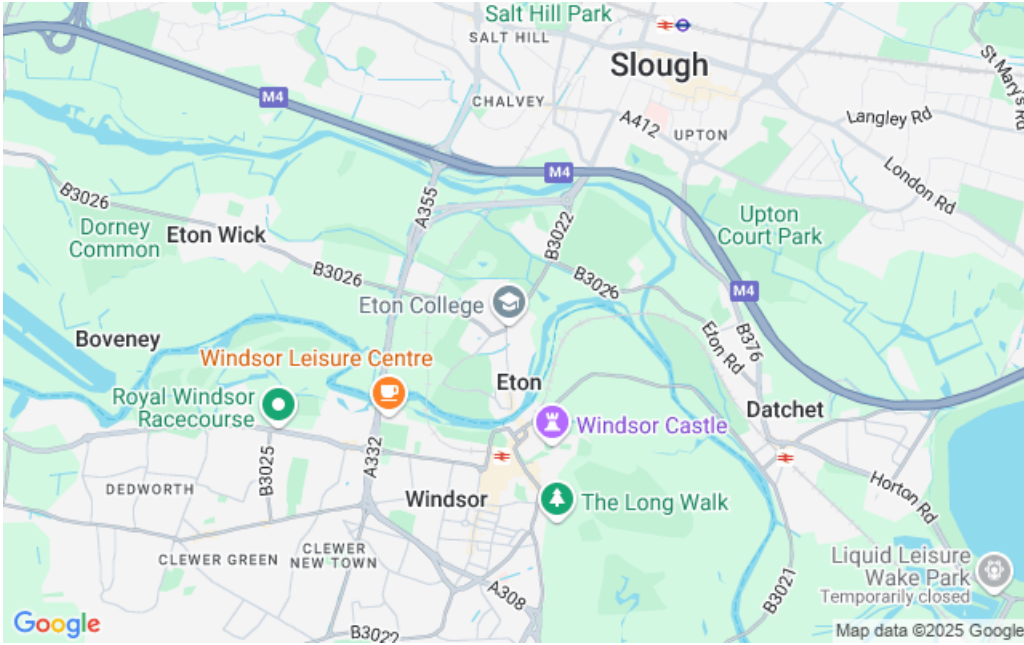 Salt Hill Park
SALT HILL
Slough
St Mary's Rd
M4
CHALVEY
A412
UPTON
Langley Rd
M4
London Rd
B3026
A355
Dorney
Common
Eton Wick
B3022
Upton
Court Park
B3026
B3026
M4
Eton College
Boveney
Eton Rd
B376
Windsor Leisure Centre
Royal Windsor
Racecourse
Eton
Datchet
Windsor Castle
A332
B3025
DEDWORTH
Windsor
The Long Walk
Horton Rd
CLEWER GREEN
CLEWER
NEW TOWN
A308
B3021
Liquid Leisure
Wake Park
Temporarily closed
Google
B3022
Map data ©2025 Google